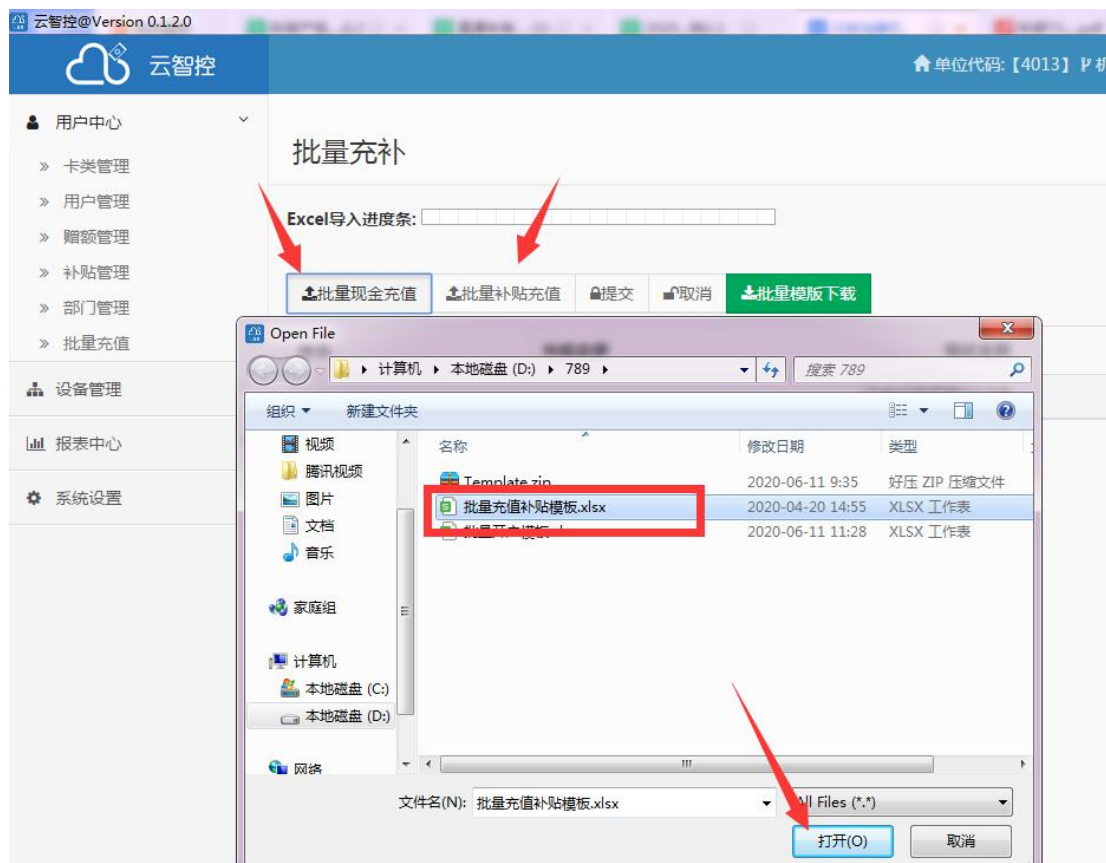 云智控@Version 0.1.2.0
云智控
单位代码:【4013】
用户中心
卡类管理
用户管理
赠额管理
补贴管理
部门管理
批量充值
设备管理
报表中心
系统设置
批量充补
Excel导入进度条:
批量现金充值 批量补贴充值 提交 取消 批量模版下载
Open File
计算机 本地磁盘 (D:) 789 搜索 789
组织 新建文件夹
视频
腾讯视频
图片
文档
音乐
家庭组
计算机
本地磁盘 (C:)
本地磁盘 (D:)
网络
名称 修改日期 类型
Template.zip 2020-06-11 9:35 好压 ZIP 压缩文件
批量充值补贴模板.xlsx 2020-04-20 14:55 XLSX 工作表
批量开户模板 2020-06-11 11:28 XLSX 工作表
文件名(N): 批量充值补贴模板.xlsx All Files (*.*)
打开(O) 取消